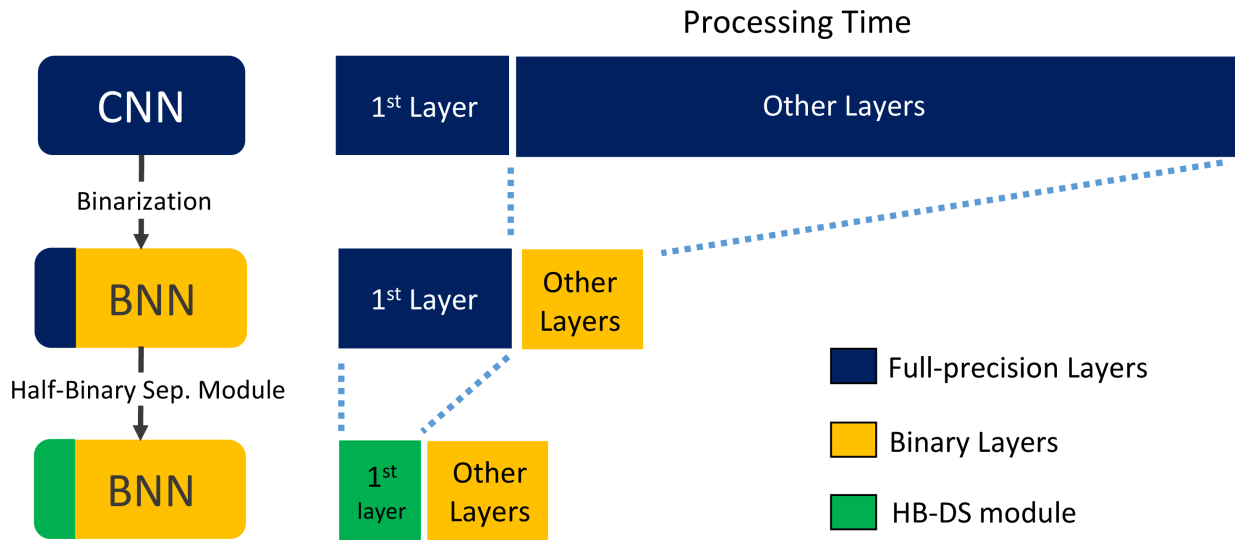 Processing Time
CNN
1st Layer
Other Layers
Binarization
BNN
1st Layer
Other
Layers
Half-Binary Sep. Module
BNN
1st
layer
Other
Layers
Full-precision Layers
Binary Layers
HB-DS module